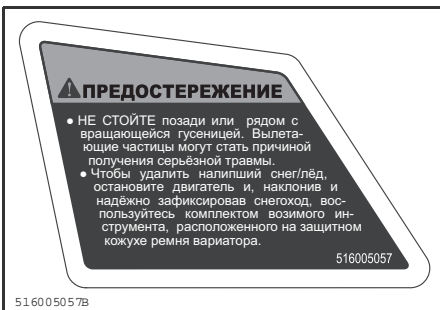 ПРЕДОСТЕРЕЖЕНИЕ
● НЕ СТОЙТЕ позади или рядом с
вращающейся гусеницей. Вылета-
ющие частицы могут стать причиной
получения серьёзной травмы.
● Чтобы удалить налипший снег/лёд,
остановите двигатель и, наклонив и
надёжно зафиксировав снегоход, вос-
пользуйтесь комплектом возимого ин-
струмента, расположенного на защитном
кожухе ремня вариатора.
516005057
516005057B